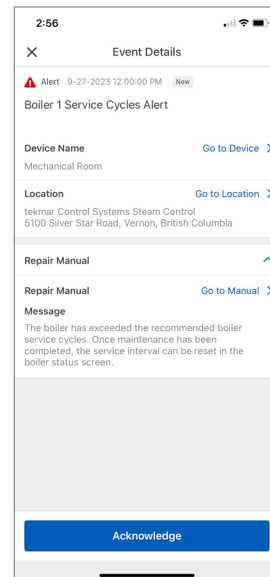 2:56
Event Details
Alert 9-27-2023 12:00:00 PM New
Boiler 1 Service Cycles Alert
Device Name Go to Device
Mechanical Room
Location Go to Location
tekmar Control Systems Steam Control
5100 Silver Star Road, Vernon, British Columbia
Repair Manual
Repair Manual Go to Manual
Message
The boiler has exceeded the recommended boiler
service cycles. Once maintenance has been
completed, the service interval can be reset in the
boiler status screen.
Acknowledge